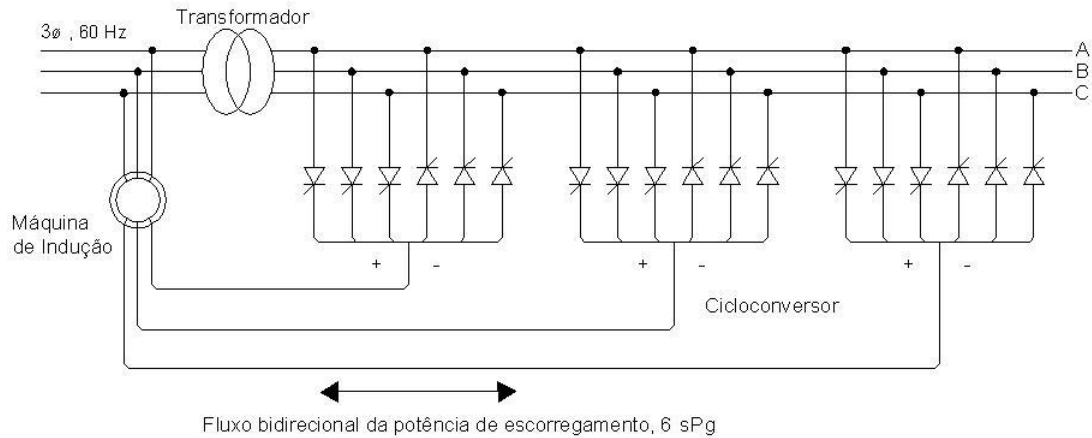 Transformador
3ø , 60 Hz
A
B
C
Máquina
de Indução
+ -
+ -
+ -
Cicloconversor
Fluxo bidirecional da potência de escorregamento, 6 sPg